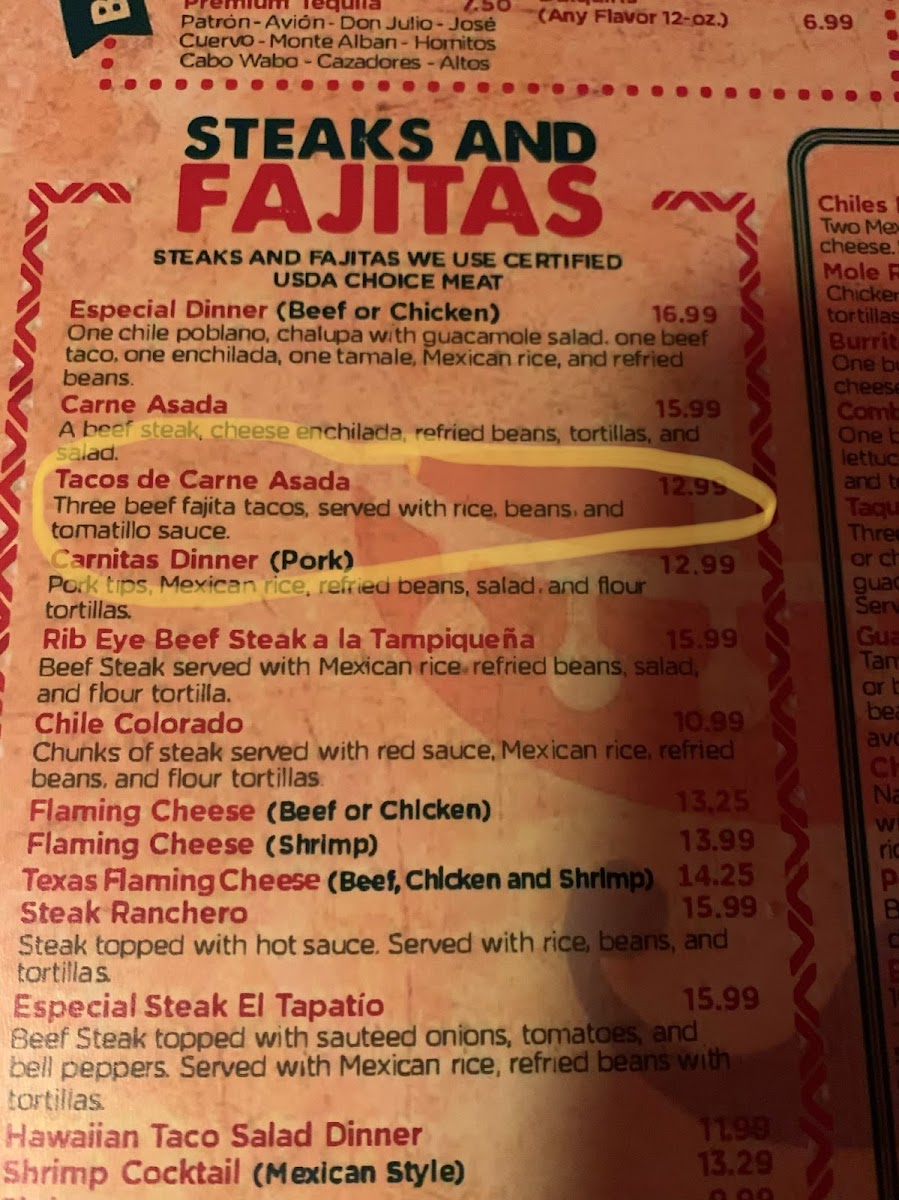 Premium Tequila 7.50
Patrón - Avión - Don Julio - José
Cuervo - Monte Alban - Hornitos
Cabo Wabo - Cazadores - Altos
(Any Flavor 12-oz.) 6.99
STEAKS AND
FAJITAS
STEAKS AND FAJITAS WE USE CERTIFIED
USDA CHOICE MEAT
Especial Dinner (Beef or Chicken) 16.99
One chile poblano, chalupa with guacamole salad, one beef
taco, one enchilada, one tamale, Mexican rice, and refried
beans.
Carne Asada 15.99
A beef steak, cheese enchilada, refried beans, tortillas, and
salad.
Tacos de Carne Asada 12.99
Three beef fajita tacos, served with rice, beans, and
tomatillo sauce.
Carnitas Dinner (Pork) 12.99
Pork tips, Mexican rice, refried beans, salad, and flour
tortillas.
Rib Eye Beef Steak a la Tampiqueña 15.99
Beef Steak served with Mexican rice, refried beans, salad,
and flour tortilla.
Chile Colorado 10.99
Chunks of steak served with red sauce, Mexican rice, refried
beans, and flour tortillas
Flaming Cheese (Beef or Chicken) 13.25
Flaming Cheese (Shrimp) 13.99
Texas Flaming Cheese (Beef, Chicken and Shrimp) 14.25
Steak Ranchero 15.99
Steak topped with hot sauce. Served with rice, beans, and
tortillas.
Especial Steak El Tapatío 15.99
Beef Steak topped with sauteed onions, tomatoes, and
bell peppers. Served with Mexican rice, refried beans with
tortillas.
Hawaiian Taco Salad Dinner 11.99
Shrimp Cocktail (Mexican Style) 13.29
Chiles
Two
cheese.
Mole
Chicken
tortillas
One
cheese
One
and
Three
or